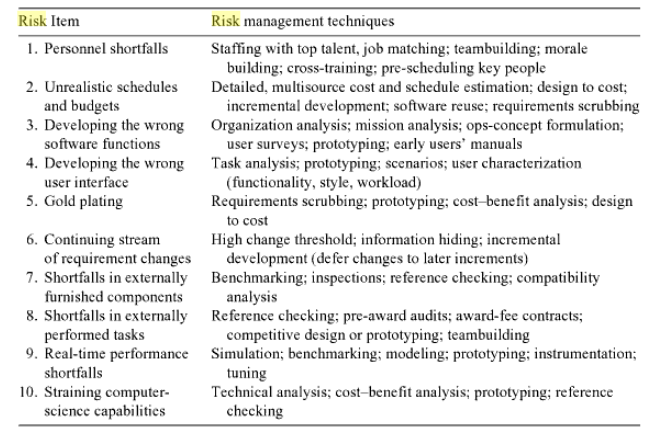 Risk Item Risk management techniques
1. Personnel shortfalls Staffing with top talent, job matching; teambuilding; morale
building; cross-training; pre-scheduling key people
2. Unrealistic schedules Detailed, multisource cost and schedule estimation; design to cost;
and budgets incremental development; software reuse; requirements scrubbing
3. Developing the wrong Organization analysis; mission analysis; ops-concept formulation;
software functions user surveys; prototyping; early users' manuals
4. Developing the wrong Task analysis; prototyping; scenarios; user characterization
user interface (functionality, style, workload)
5. Gold plating Requirements scrubbing; prototyping; cost–benefit analysis; design
to cost
6. Continuing stream High change threshold; information hiding; incremental
of requirement changes development (defer changes to later increments)
7. Shortfalls in externally Benchmarking; inspections; reference checking; compatibility
furnished components analysis
8. Shortfalls in externally Reference checking; pre-award audits; award-fee contracts;
performed tasks competitive design or prototyping; teambuilding
9. Real-time performance Simulation; benchmarking; modeling; prototyping; instrumentation;
shortfalls tuning
10. Straining computer- Technical analysis; cost–benefit analysis; prototyping; reference
science capabilities checking